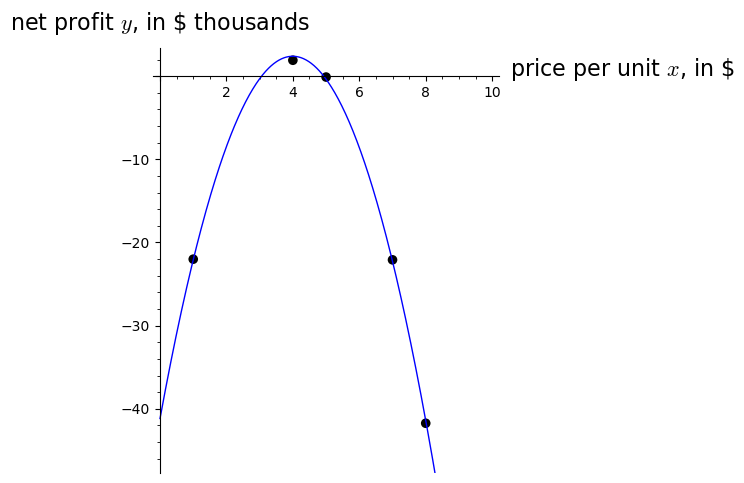 net profit y, in $ thousands
price per unit x, in $
2 4 6 8 10
−10
−20
−30
−40